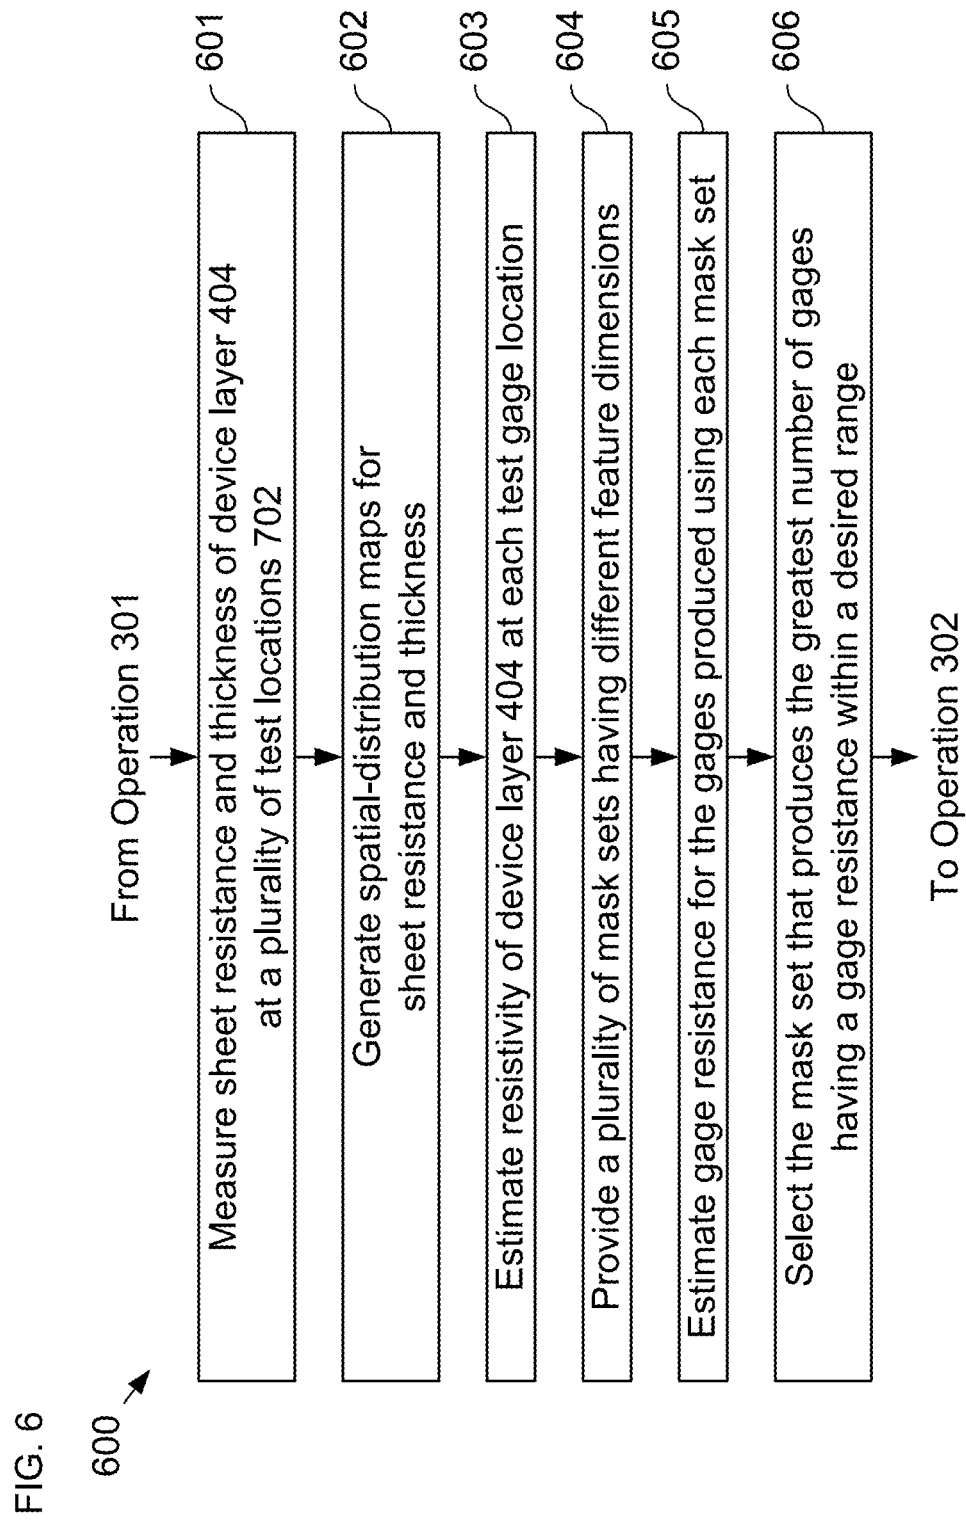 FIG. 6
600
From Operation 301
Measure sheet resistance and thickness of device layer 404
at a plurality of test locations 702
601
Generate spatial-distribution maps for
sheet resistance and thickness
602
Estimate resistivity of device layer 404 at each test gage location
603
Provide a plurality of mask sets having different feature dimensions
604
Estimate gage resistance for the gages produced using each mask set
605
Select the mask set that produces the greatest number of gages
having a gage resistance within a desired range
606
To Operation 302